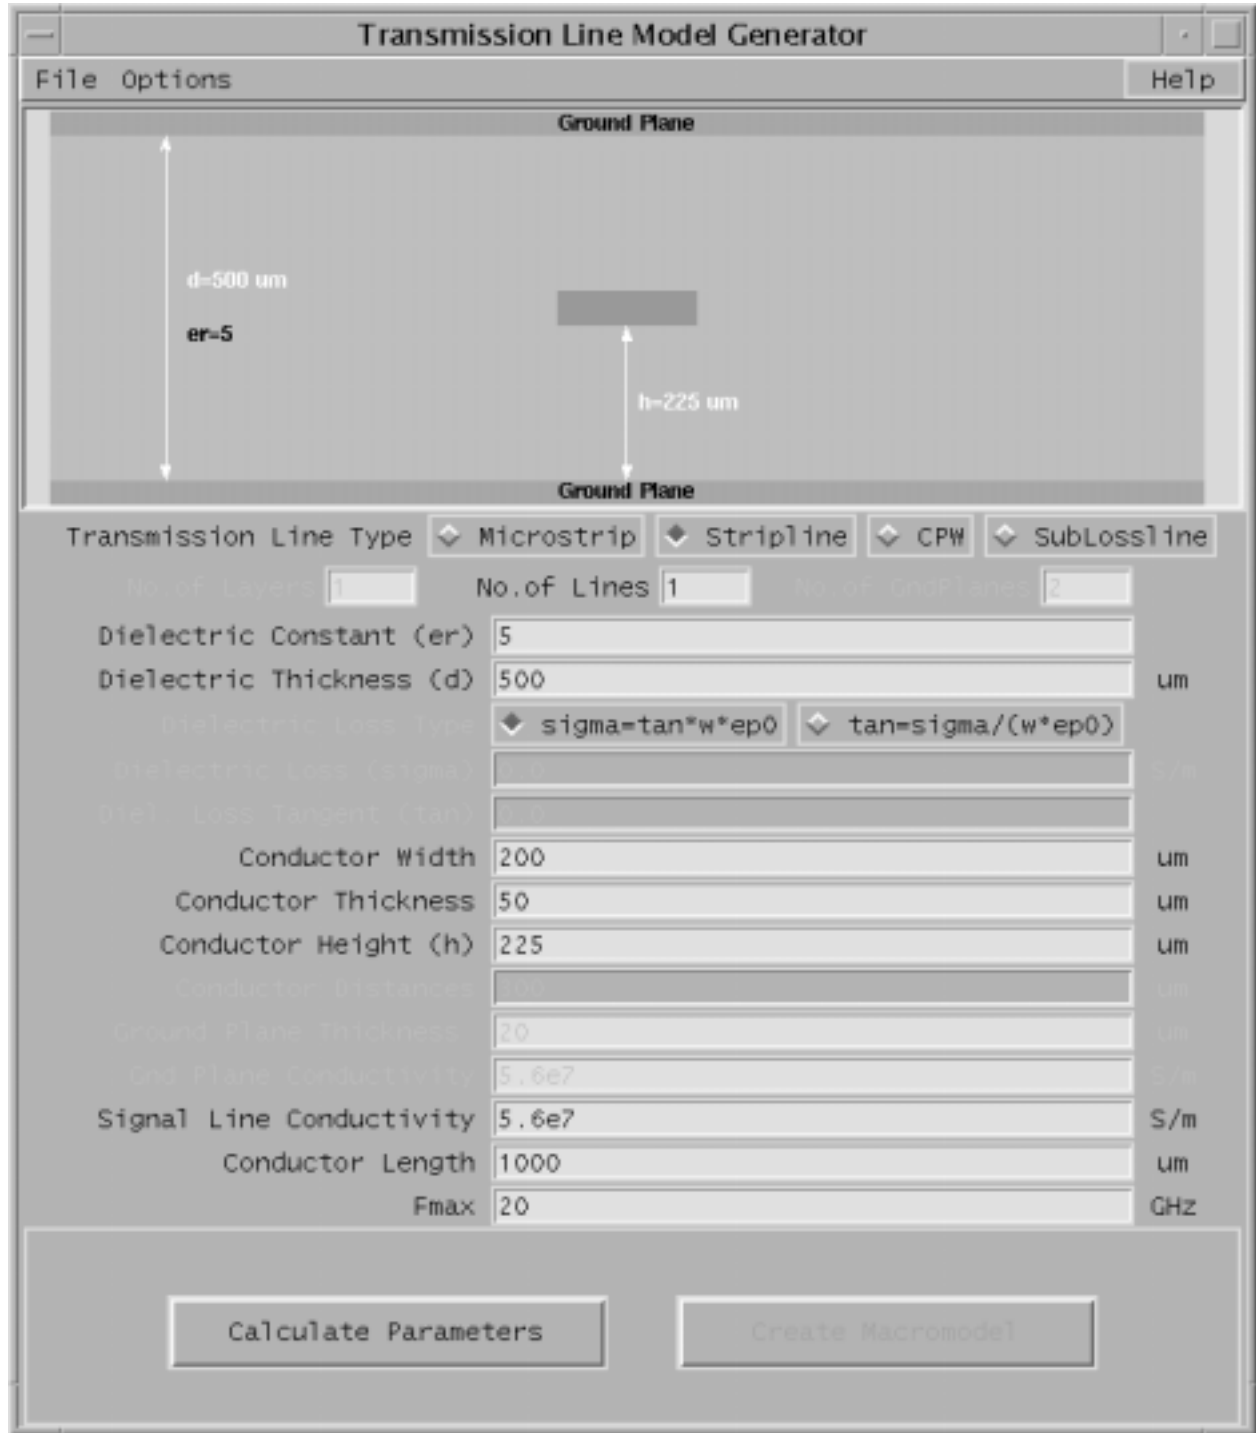 Transmission Line Model Generator
File Options Help
Ground Plane
d=500 um
er=5
h=225 um
Ground Plane
Transmission Line Type Microstrip Stripline CPW SubLossline
No.of Layers 1 No.of Lines 1 No.of GndPlanes 2
Dielectric Constant (er) 5
Dielectric Thickness (d) 500 um
Dielectric Loss Type sigma=tan*w*ep0 tan=sigma/(w*ep0)
Dielectric Loss (sigma) 0.0 S/m
Diel Loss Tangent (tan) 0.0
Conductor Width 200 um
Conductor Thickness 50 um
Conductor Height (h) 225 um
Conductor Distances um
Ground Plane Thickness 20 um
Gnd Plane Conductivity 5.6e7 S/m
Signal Line Conductivity 5.6e7 S/m
Conductor Length 1000 um
Fmax 20 GHz
Calculate Parameters Create Macromodel